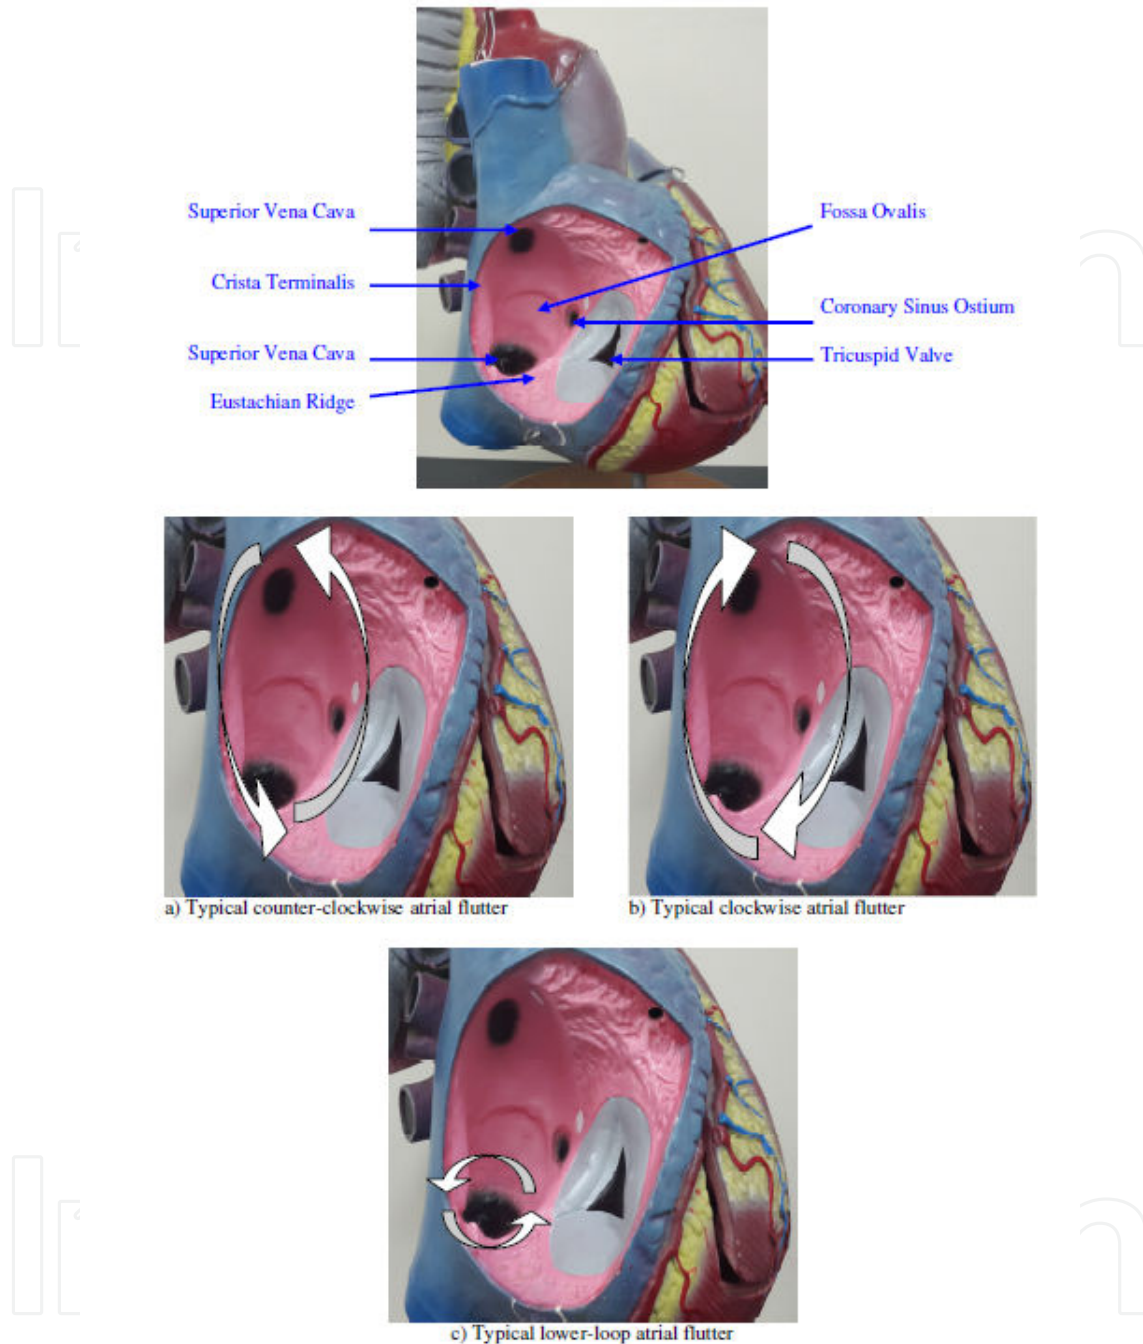 Superior Vena Cava
Fossa Ovalis
Crista Terminalis
Coronary Sinus Ostium
Superior Vena Cava
Tricuspid Valve
Eustachian Ridge
a) Typical counter-clockwise atrial flutter
b) Typical clockwise atrial flutter
c) Typical lower-loop atrial flutter